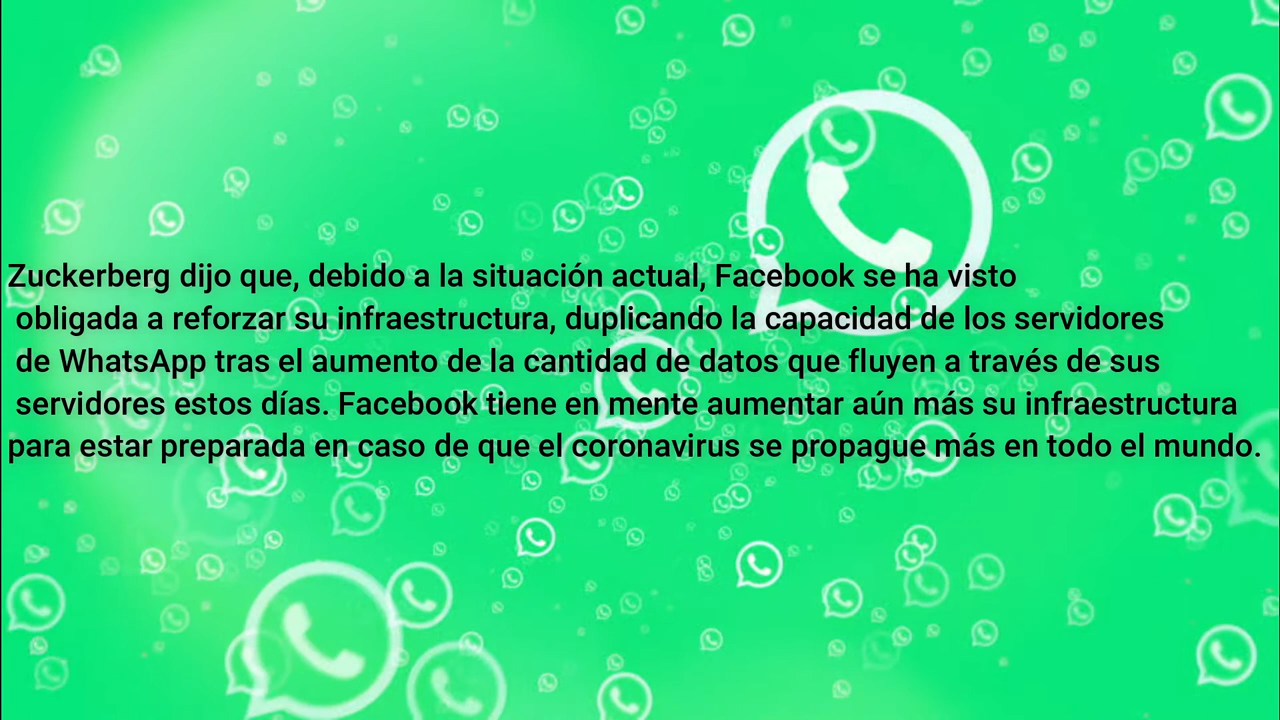 Zuckerberg dijo que, debido a la situación actual, Facebook se ha visto
obligada a reforzar su infraestructura, duplicando la capacidad de los servidores
de WhatsApp tras el aumento de la cantidad de datos que fluyen a través de sus
servidores estos días. Facebook tiene en mente aumentar aún más su infraestructura
para estar preparada en caso de que el coronavirus se propague más en todo el mundo.